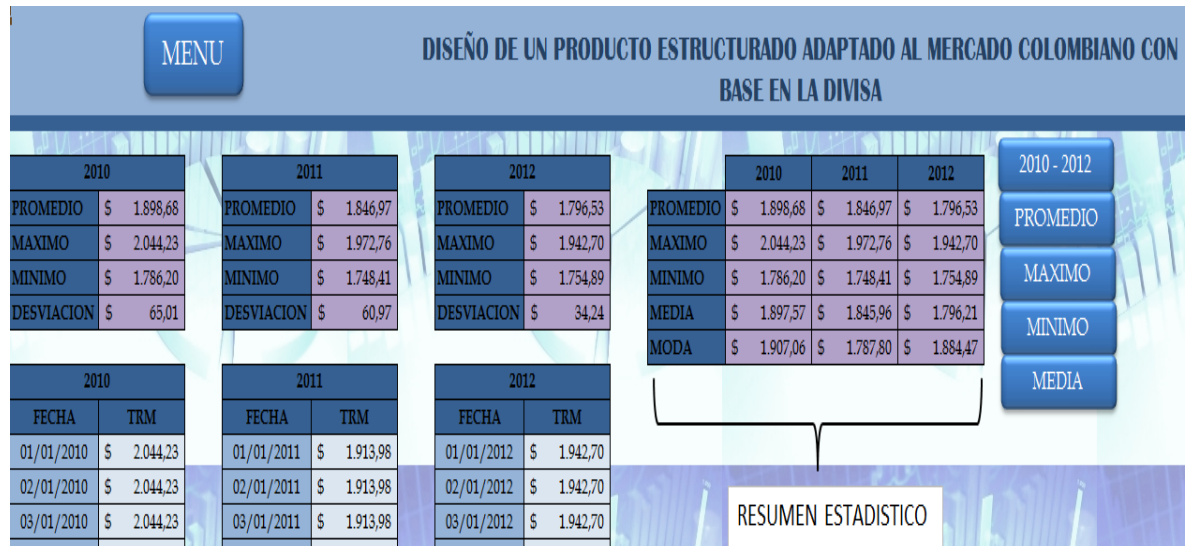 MENU
DISEÑO DE UN PRODUCTO ESTRUCTURADO ADAPTADO AL MERCADO COLOMBIANO CON
BASE EN LA DIVISA
2010
PROMEDIO $ 1.898,68
MAXIMO $ 2.044,23
MINIMO $ 1.786,20
DESVIACION $ 65,01
2011
PROMEDIO $ 1.846,97
MAXIMO $ 1.972,76
MINIMO $ 1.748,41
DESVIACION $ 60,97
2012
PROMEDIO $ 1.796,53
MAXIMO $ 1.942,70
MINIMO $ 1.754,89
DESVIACION $ 34,24
2010 2011 2012
PROMEDIO $ 1.898,68 $ 1.846,97 $ 1.796,53
MAXIMO $ 2.044,23 $ 1.972,76 $ 1.942,70
MINIMO $ 1.786,20 $ 1.748,41 $ 1.754,89
MEDIA $ 1.897,57 $ 1.845,96 $ 1.796,21
MODA $ 1.907,06 $ 1.787,80 $ 1.884,47
2010 - 2012
PROMEDIO
MAXIMO
MINIMO
MEDIA
2010
FECHA TRM
01/01/2010 $ 2.044,23
02/01/2010 $ 2.044,23
03/01/2010 $ 2.044,23
2011
FECHA TRM
01/01/2011 $ 1.913,98
02/01/2011 $ 1.913,98
03/01/2011 $ 1.913,98
2012
FECHA TRM
01/01/2012 $ 1.942,70
02/01/2012 $ 1.942,70
03/01/2012 $ 1.942,70
RESUMEN ESTADISTICO